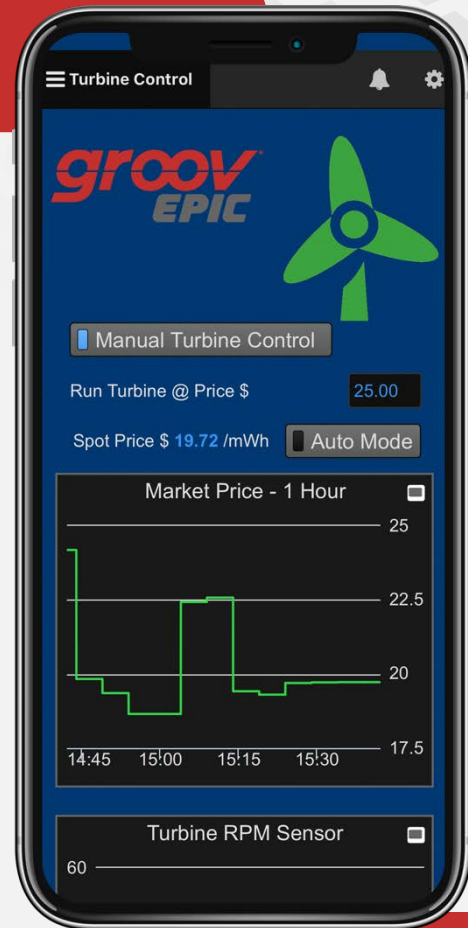 Turbine Control
groov
EPIC
Manual Turbine Control
Run Turbine @ Price $ 25.00
Spot Price $ 19.72 /mWh Auto Mode
Market Price - 1 Hour
25
22.5
20
17.5
14:45 15:00 15:15 15:30
Turbine RPM Sensor
60